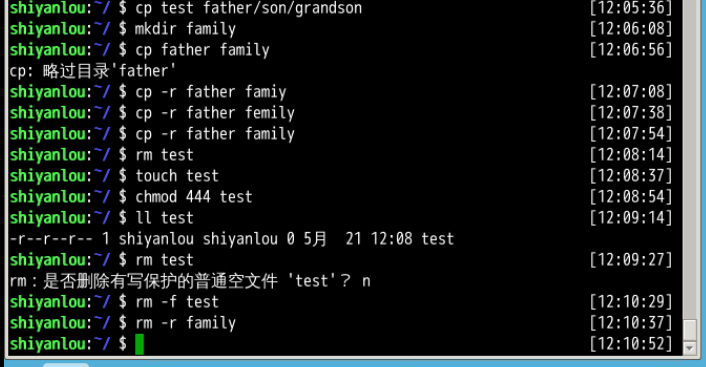 shiyanlou:~/ $ cp test father/son/grandson [12:05:36]
shiyanlou:~/ $ mkdir family [12:06:08]
shiyanlou:~/ $ cp father family [12:06:56]
cp: 略过目录'father'
shiyanlou:~/ $ cp -r father famiy [12:07:08]
shiyanlou:~/ $ cp -r father femily [12:07:38]
shiyanlou:~/ $ cp -r father family [12:07:54]
shiyanlou:~/ $ rm test [12:08:14]
shiyanlou:~/ $ touch test [12:08:37]
shiyanlou:~/ $ chmod 444 test [12:08:54]
shiyanlou:~/ $ ll test [12:09:14]
-r--r--r-- 1 shiyanlou shiyanlou 0 5月  21 12:08 test
shiyanlou:~/ $ rm test [12:09:27]
rm：是否删除有写保护的普通空文件 'test'？ n
shiyanlou:~/ $ rm -f test [12:10:29]
shiyanlou:~/ $ rm -r family [12:10:37]
shiyanlou:~/ $ [12:10:52]